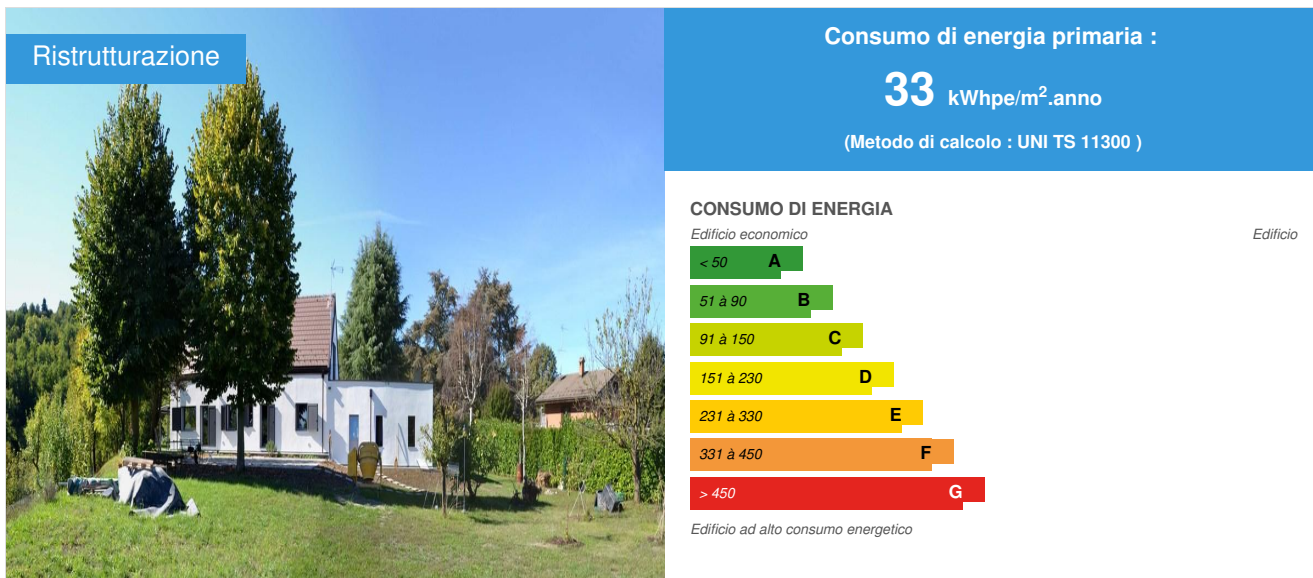 Ristrutturazione
Consumo di energia primaria :
33 kWhpe/m².anno
(Metodo di calcolo : UNI TS 11300 )
CONSUMO DI ENERGIA
Edificio economico
Edificio
< 50 A
51 à 90 B
91 à 150 C
151 à 230 D
231 à 330 E
331 à 450 F
> 450 G
Edificio ad alto consumo energetico